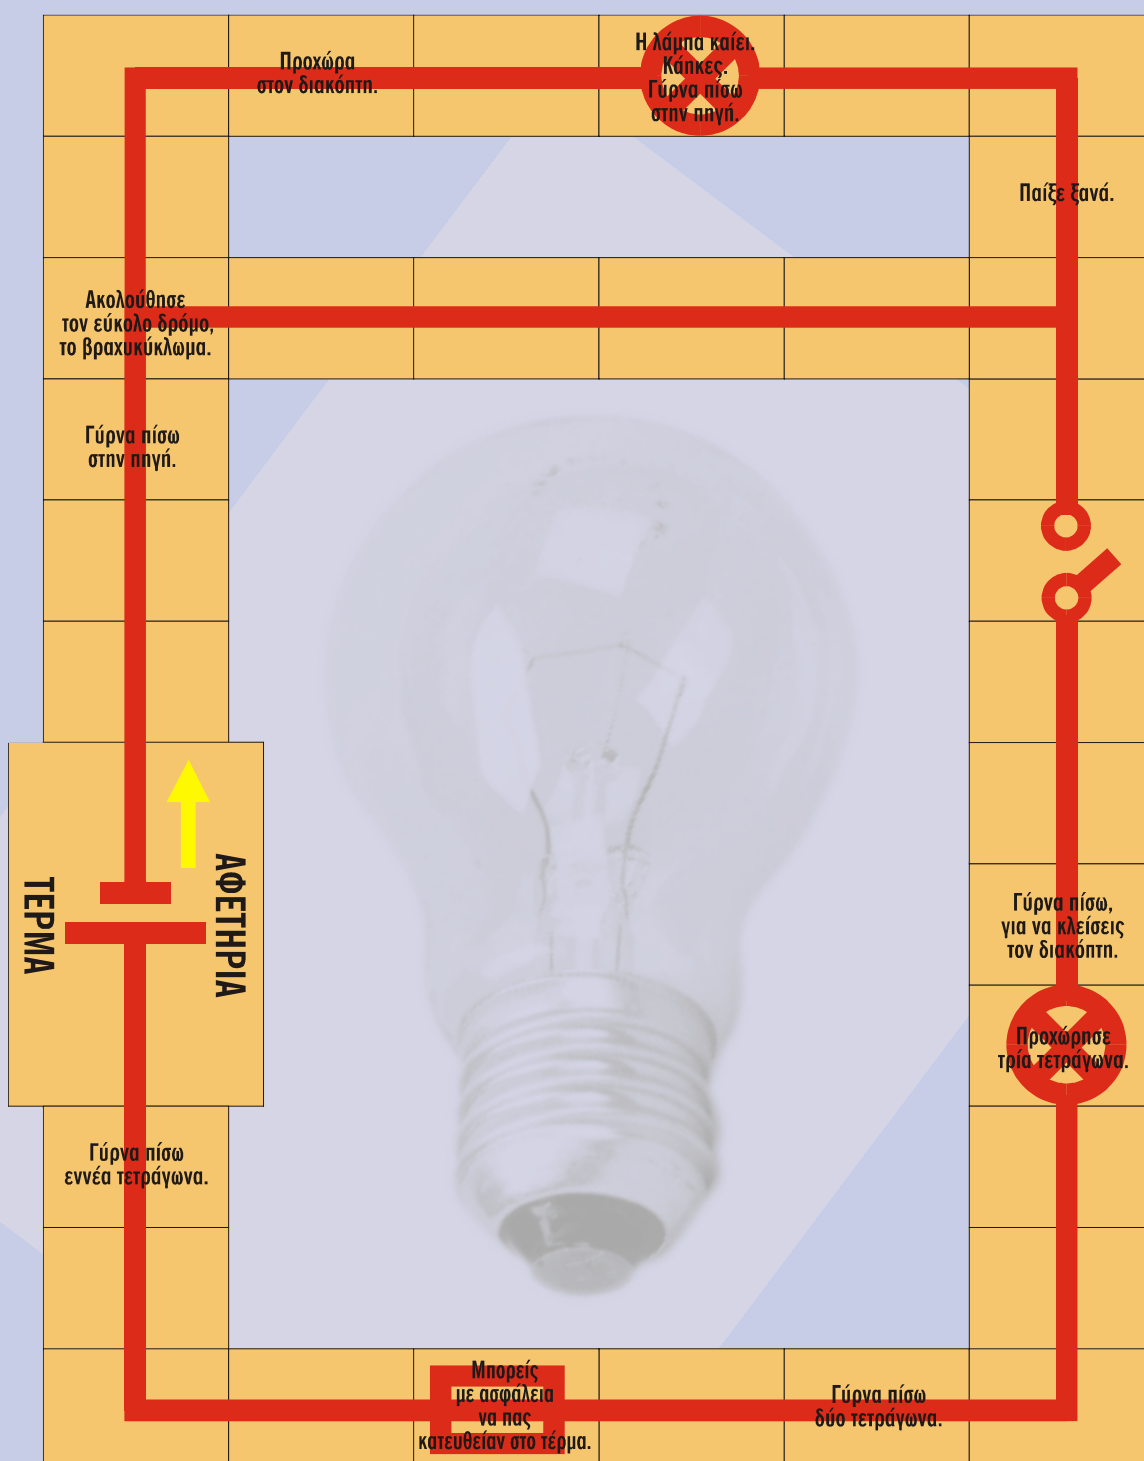 Προχώρα
στον διακόπτη.
Η λάμπα καίει.
Κάηκες.
Γύρνα πίσω
στην πηγή.
Παίξε ξανά.
Ακολούθησε
τον εύκολο δρόμο,
το βραχυκύκλωμα.
Γύρνα πίσω
στην πηγή.
ΤΕΡΜΑ
ΑΦΕΤΗΡΙΑ
Γύρνα πίσω,
για να κλείσεις
τον διακόπτη.
Προχώρησε
τρία τετράγωνα.
Γύρνα πίσω
εννέα τετράγωνα.
Μπορείς
με ασφάλεια
να πας
κατευθείαν στο τέρμα.
Γύρνα πίσω
δύο τετράγωνα.